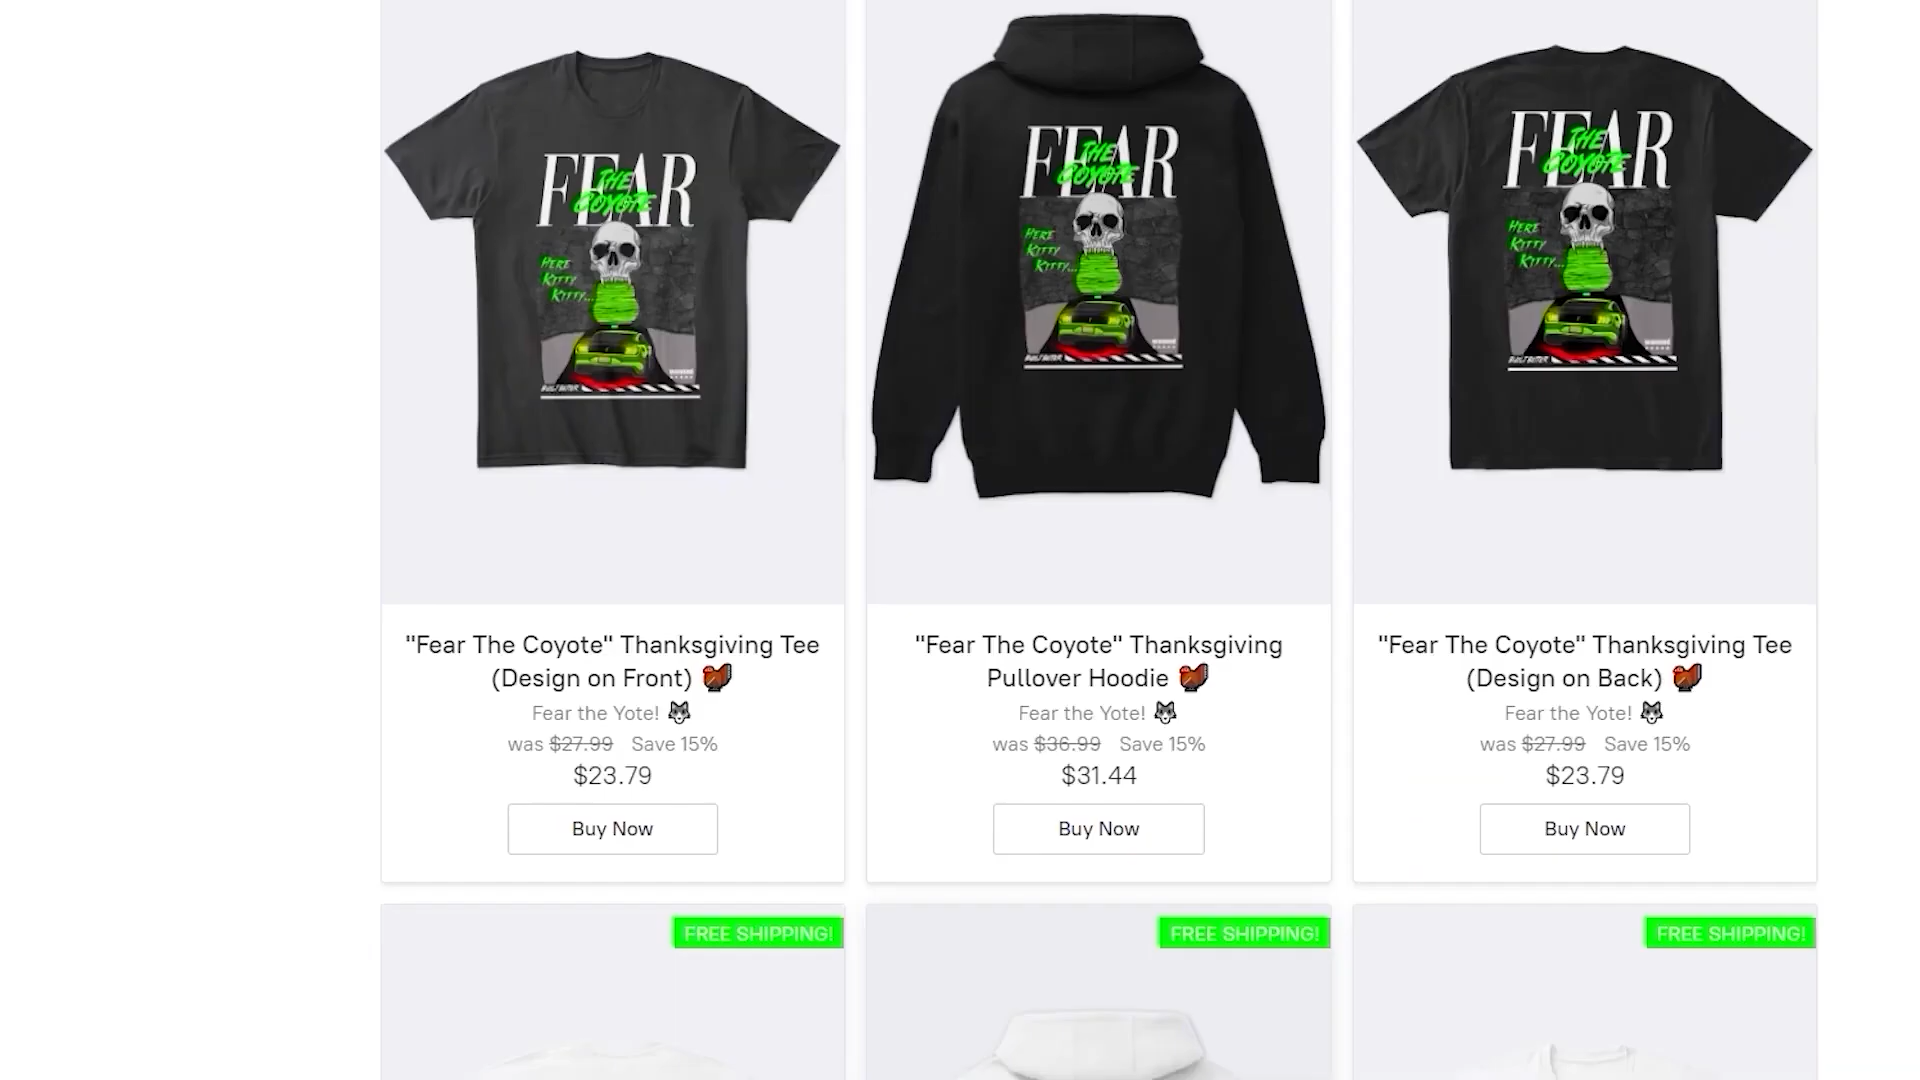 FEAR
THE
COYOTE
HERE
KITTY
KITTY...
FEAR
THE
COYOTE
HERE
KITTY
KITTY...
FEAR
THE
COYOTE
HERE
KITTY
KITTY...
"Fear The Coyote" Thanksgiving Tee
(Design on Front) 🦃
Fear the Yote! 🐺
was $27.99 Save 15%
$23.79
Buy Now
"Fear The Coyote" Thanksgiving
Pullover Hoodie 🦃
Fear the Yote! 🐺
was $36.99 Save 15%
$31.44
Buy Now
"Fear The Coyote" Thanksgiving Tee
(Design on Back) 🦃
Fear the Yote! 🐺
was $27.99 Save 15%
$23.79
Buy Now
FREE SHIPPING!
FREE SHIPPING!
FREE SHIPPING!